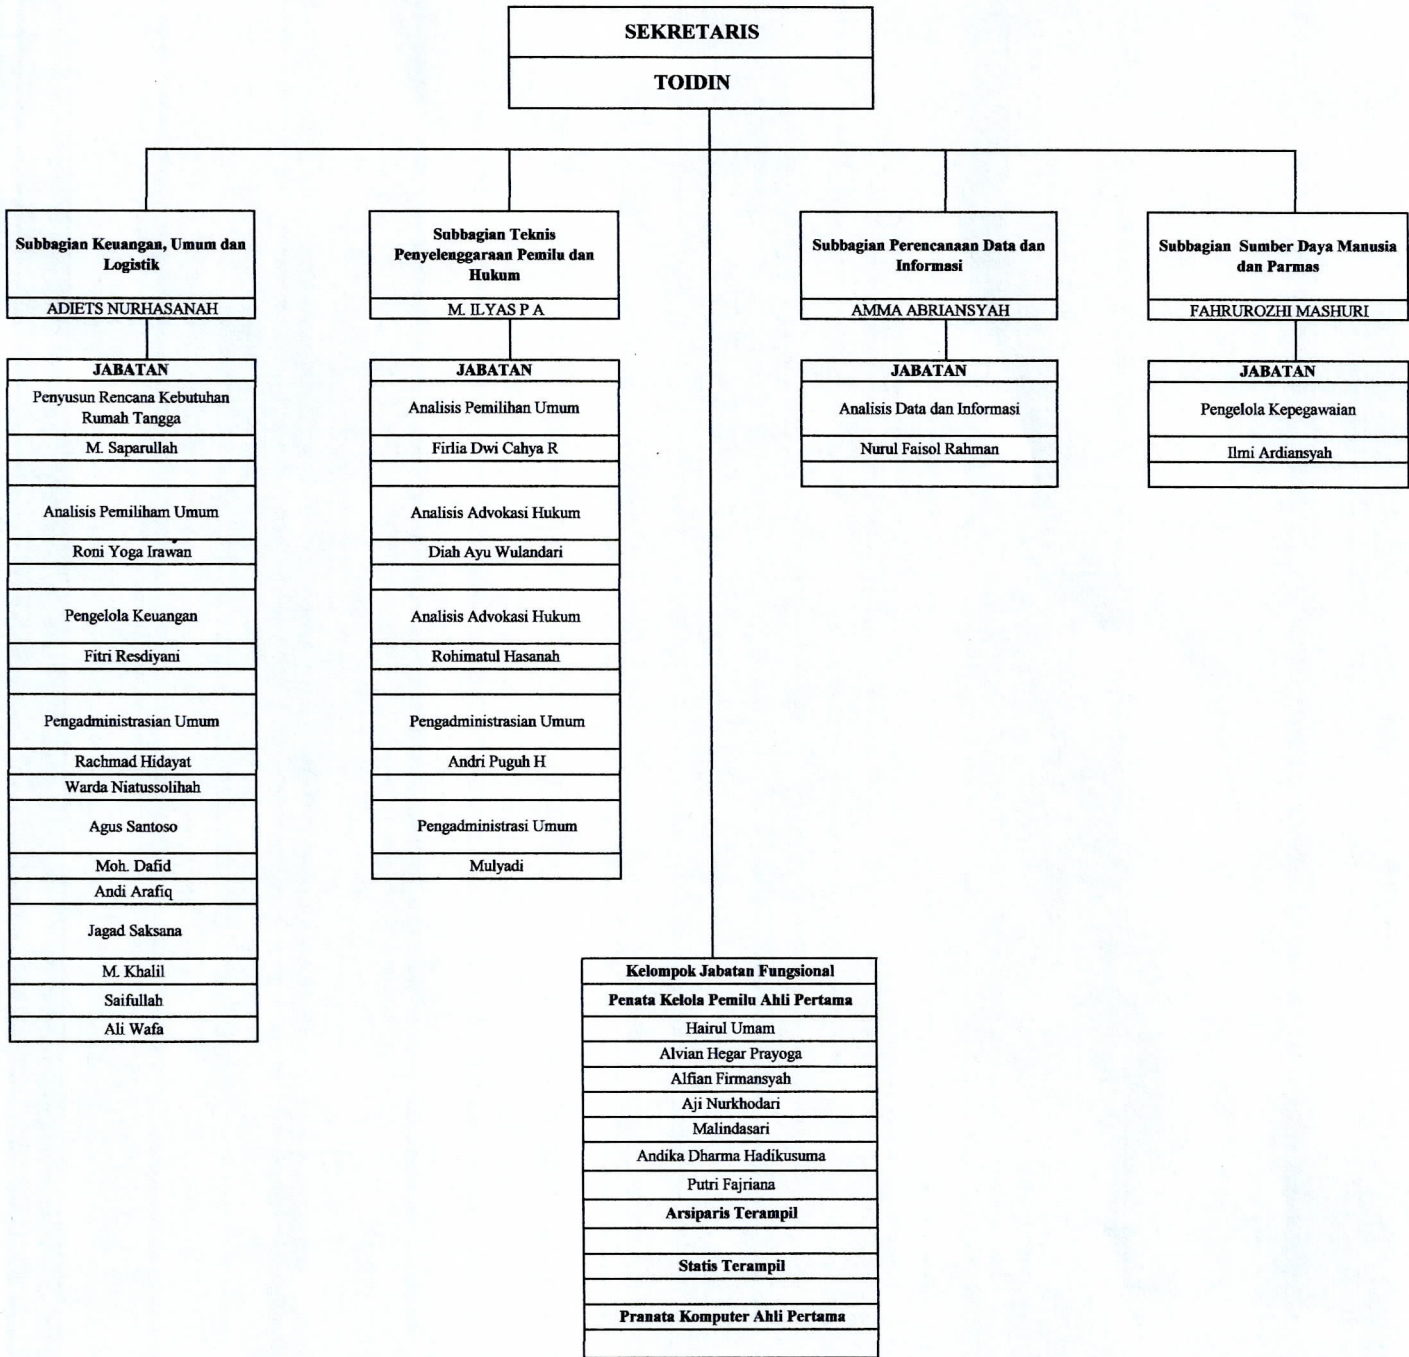 SEKRETARIS
TOIDIN
Subbagian Keuangan, Umum dan
Logistik
ADIETS NURHASANAH
JABATAN
Penyusun Rencana Kebutuhan
Rumah Tangga
M. Saparullah
Analisis Pemiliham Umum
Roni Yoga Irawan
Pengelola Keuangan
Fitri Resdiyani
Pengadministrasian Umum
Rachmad Hidayat
Warda Niatussolihah
Agus Santoso
Moh. Dafid
Andi Arafiq
Jagad Saksana
M. Khalil
Saifullah
Ali Wafa
Subbagian Teknis
Penyelenggaraan Pemilu dan
Hukum
M. ILYAS P A
JABATAN
Analisis Pemilihan Umum
Firlia Dwi Cahya R
Analisis Advokasi Hukum
Diah Ayu Wulandari
Analisis Advokasi Hukum
Rohimatul Hasanah
Pengadministrasian Umum
Andri Puguh H
Pengadministrasi Umum
Mulyadi
Subbagian Perencanaan Data dan
Informasi
AMMA ABRIANSYAH
JABATAN
Analisis Data dan Informasi
Nurul Faisol Rahman
Subbagian Sumber Daya Manusia
dan Parmas
FAHRUROZHI MASHURI
JABATAN
Pengelola Kepegawaian
Ilmi Ardiansyah
Kelompok Jabatan Fungsional
Penata Kelola Pemilu Ahli Pertama
Hairul Umam
Alvian Hegar Prayoga
Alfian Firmansyah
Aji Nurkhodari
Malindasari
Andika Dharma Hadikusuma
Putri Fajriana
Arsiparis Terampil
Statis Terampil
Pranata Komputer Ahli Pertama